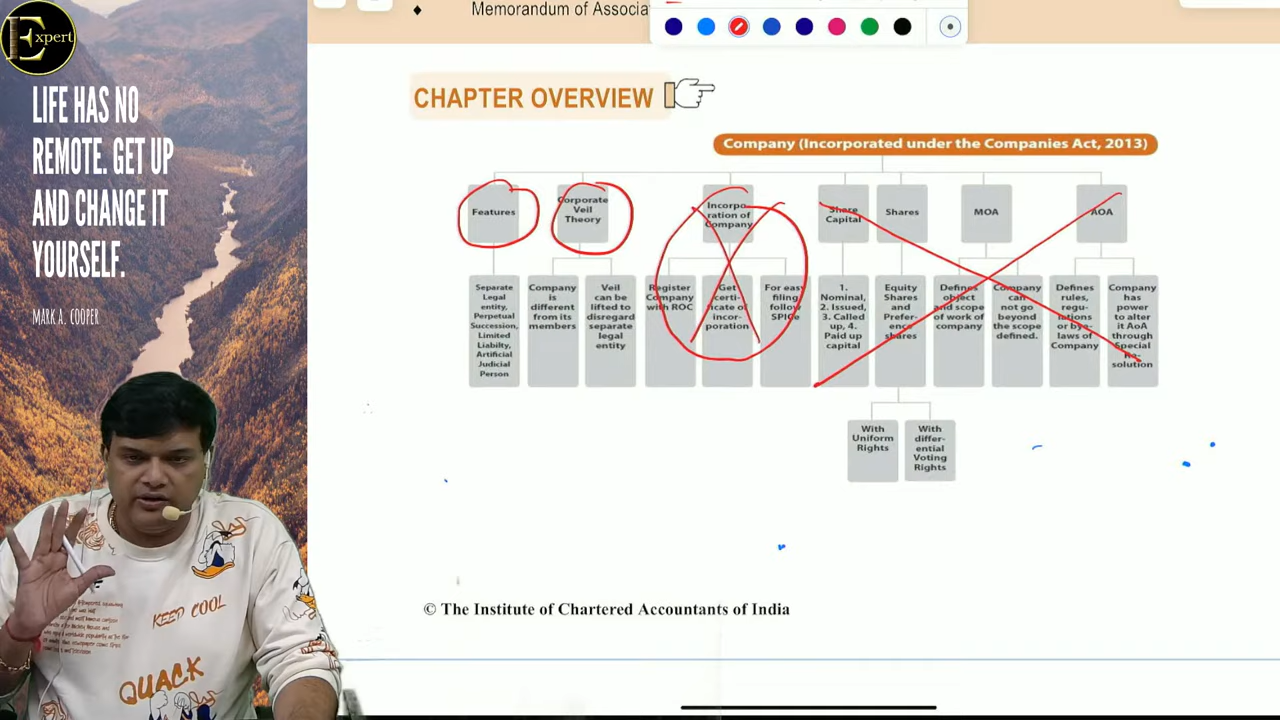 Expert
LIFE HAS NO
REMOTE. GET UP
AND CHANGE IT
YOURSELF.
MARK A. COOPER
♦ Memorandum of Associa
CHAPTER OVERVIEW
Company (Incorporated under the Companies Act, 2013)
Features
Corporate
Veil
Theory
Incorpo-
ration of
Company
Share
Capital
Shares
MOA
AOA
Separate
Legal
entity,
Perpetual
Succession,
Limited
Liabilty,
Artificial
Judicial
Person
Company
is
different
from its
members
Veil
can be
lifted to
disregard
separate
legal
entity
Register
Company
with ROC
Get
certi-
ficate of
incor-
poration
For easy
filing
follow
SPICe
1.
Nominal,
2. Issued,
3. Called
up, 4.
Paid up
capital
Equity
Shares
and
Prefer-
ence
shares
Defines
object
and scope
of work of
company
Company
can
not go
beyond
the scope
defined.
Defines
rules,
regu-
lations
or bye-
laws of
Company
Company
has
power to
alter it
AoA
through
Special
Re-
solution
With
Uniform
Rights
With
differ-
ential
Voting
Rights
© The Institute of Chartered Accountants of India
KEEP COOL
QUACK